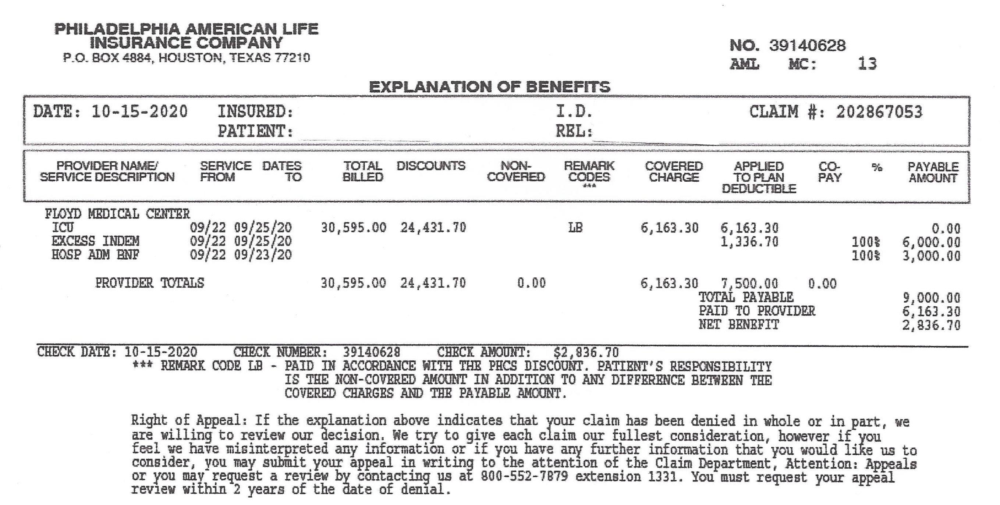 PHILADELPHIA AMERICAN LIFE
INSURANCE COMPANY
P.O. BOX 4884, HOUSTON, TEXAS 77210
NO. 39140628
AML MC: 13
EXPLANATION OF BENEFITS
DATE: 10-15-2020 INSURED: I.D. CLAIM #: 202867053
PATIENT: REL:
PROVIDER NAME/ SERVICE DATES TOTAL DISCOUNTS NON- REMARK COVERED APPLIED CO- % PAYABLE
SERVICE DESCRIPTION FROM TO BILLED COVERED CODES CHARGE TO PLAN PAY AMOUNT
*** DEDUCTIBLE
FLOYD MEDICAL CENTER
ICU 09/22 09/25/20 30,595.00 24,431.70 LB 6,163.30 6,163.30 0.00
EXCESS INDEM 09/22 09/25/20 1,336.70 100% 6,000.00
HOSP ADM BNF 09/22 09/23/20 100% 3,000.00
PROVIDER TOTALS 30,595.00 24,431.70 0.00 6,163.30 7,500.00 0.00
TOTAL PAYABLE 9,000.00
PAID TO PROVIDER 6,163.30
NET BENEFIT 2,836.70
CHECK DATE: 10-15-2020 CHECK NUMBER: 39140628 CHECK AMOUNT: $2,836.70
*** REMARK CODE LB - PAID IN ACCORDANCE WITH THE PHCS DISCOUNT. PATIENT'S RESPONSIBILITY
IS THE NON-COVERED AMOUNT IN ADDITION TO ANY DIFFERENCE BETWEEN THE
COVERED CHARGES AND THE PAYABLE AMOUNT.
Right of Appeal: If the explanation above indicates that your claim has been denied in whole or in part, we
are willing to review our decision. We try to give each claim our fullest consideration, however if you
feel we have misinterpreted any information or if you have any further information that you would like us to
consider, you may submit your appeal in writing to the attention of the Claim Department, Attention: Appeals
or you may request a review by contacting us at 800-552-7879 extension 1331. You must request your appeal
review within 2 years of the date of denial.